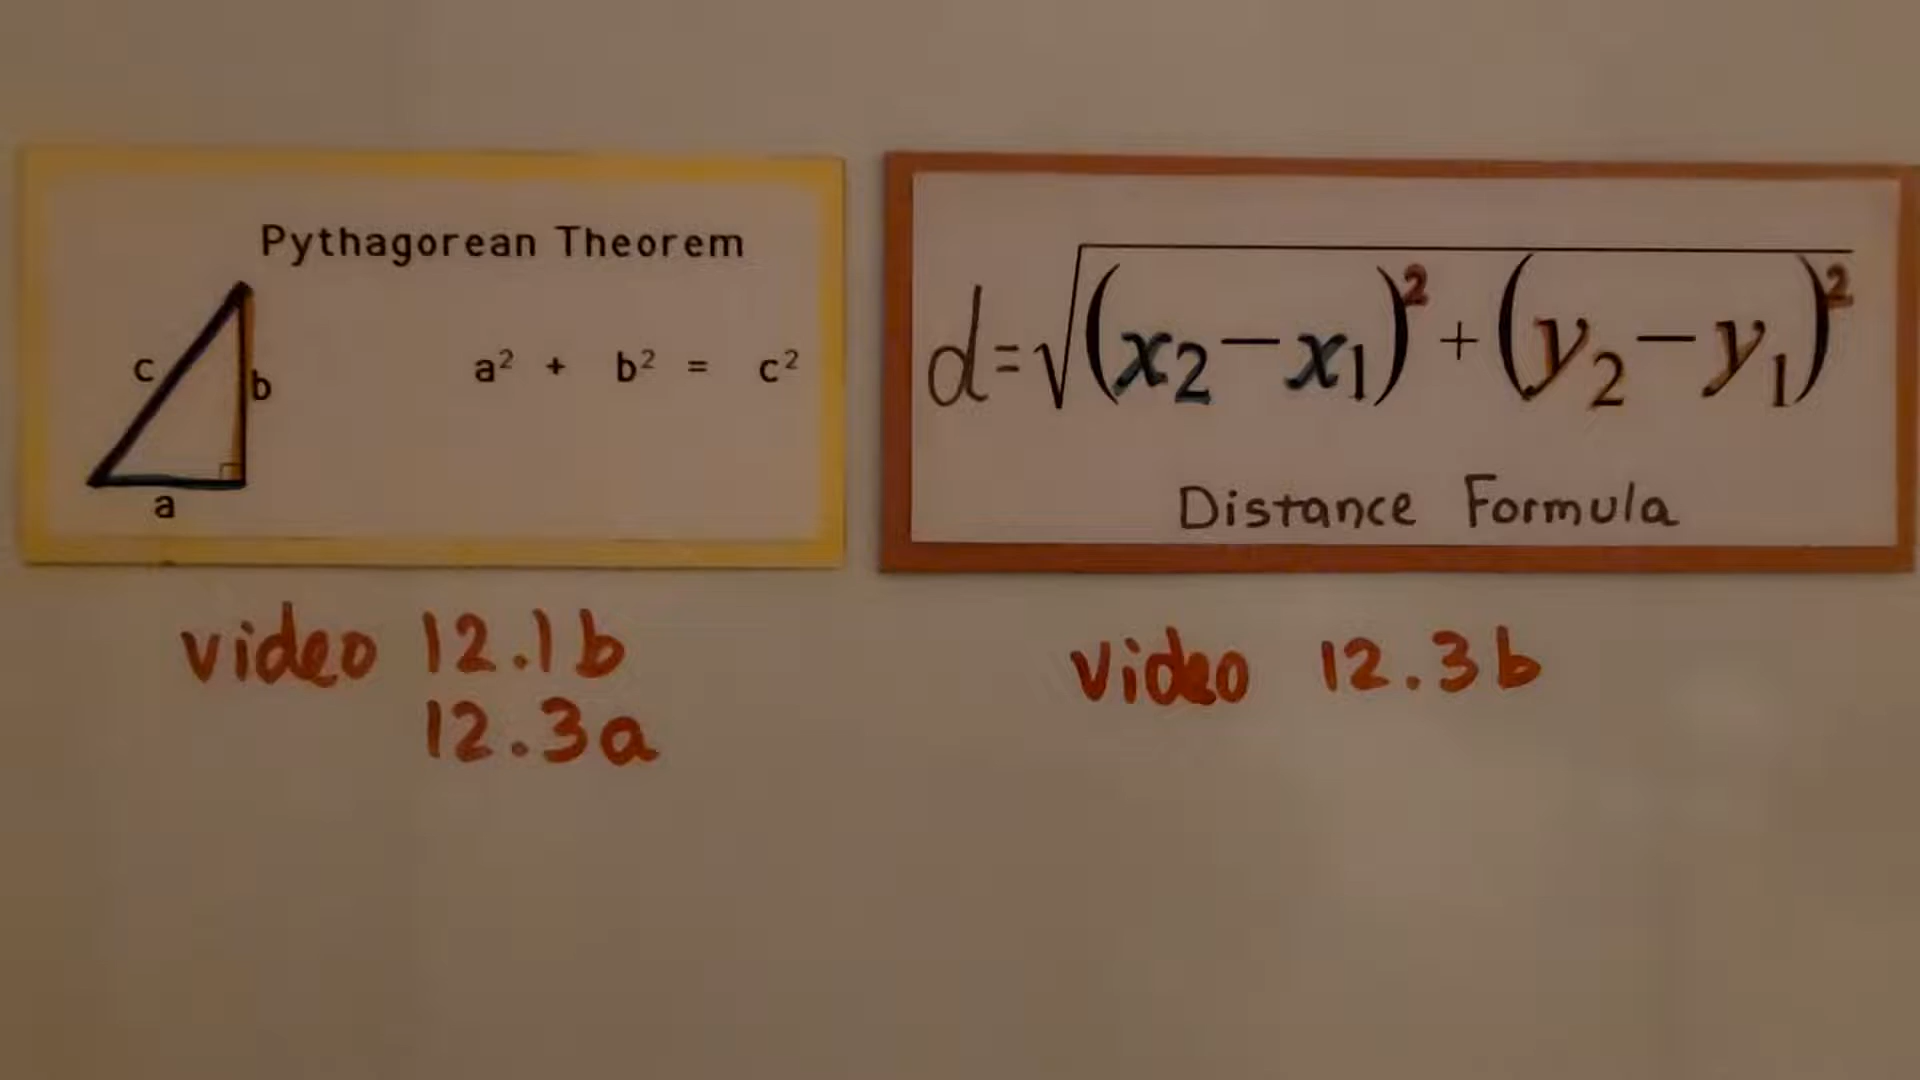 Pythagorean Theorem
c
b
a² + b² = c²
a
d=√(x₂−x₁)²+(y₂−y₁)²
Distance Formula
video 12.1b
12.3a
video 12.3b